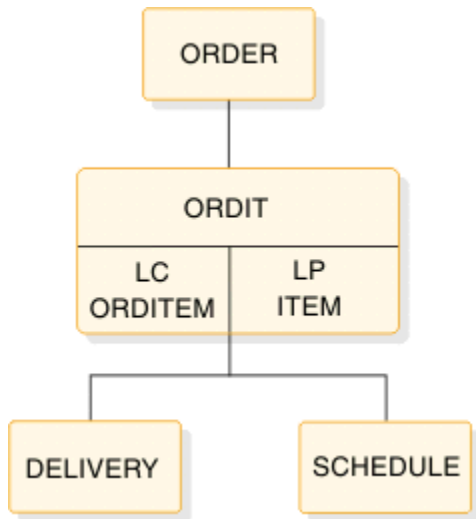 ORDER
ORDIT
LC
ORDITEM
LP
ITEM
DELIVERY
SCHEDULE